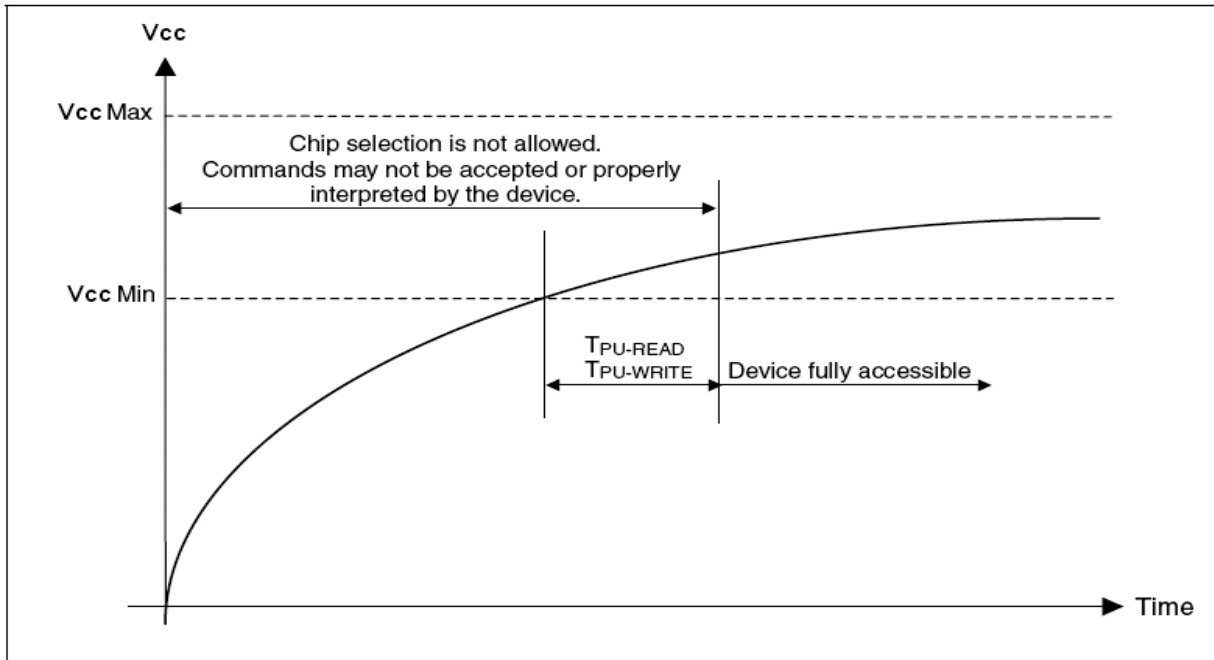 Vcc
Vcc Max
Chip selection is not allowed.
Commands may not be accepted or properly
interpreted by the device.
Vcc Min
TPU-READ
TPU-WRITE
Device fully accessible
Time